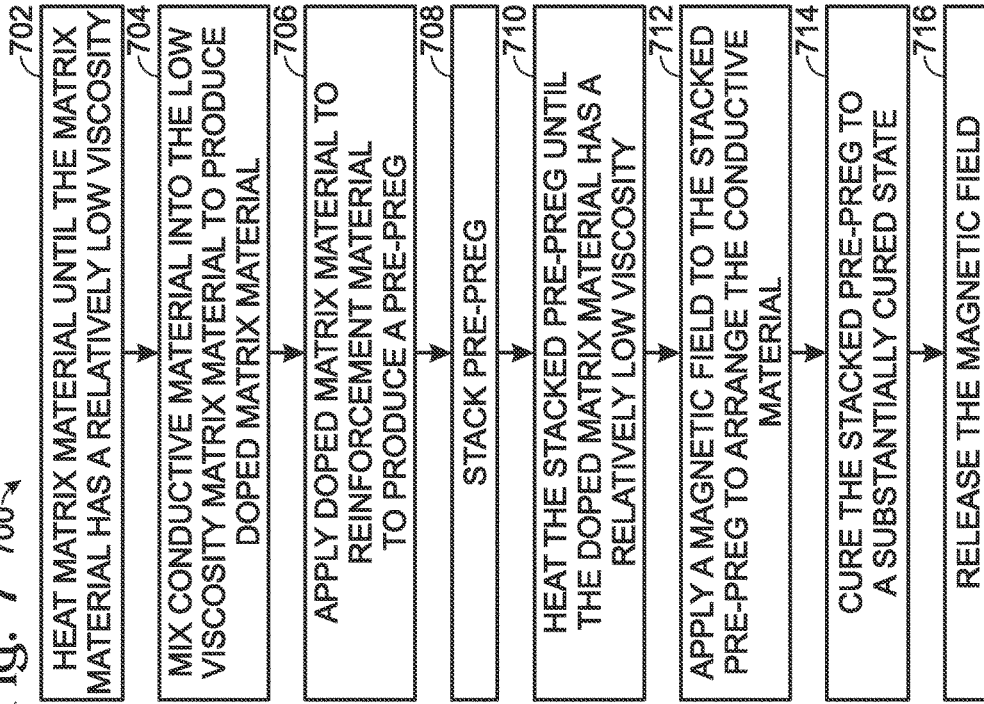 7 700
702
HEAT MATRIX MATERIAL UNTIL THE MATRIX
MATERIAL HAS A RELATIVELY LOW VISCOSITY
704
MIX CONDUCTIVE MATERIAL INTO THE LOW
VISCOSITY MATRIX MATERIAL TO PRODUCE
DOPED MATRIX MATERIAL
706
APPLY DOPED MATRIX MATERIAL TO
REINFORCEMENT MATERIAL
TO PRODUCE A PRE-PREG
708
STACK PRE-PREG
710
HEAT THE STACKED PRE-PREG UNTIL
THE DOPED MATRIX MATERIAL HAS A
RELATIVELY LOW VISCOSITY
712
APPLY A MAGNETIC FIELD TO THE STACKED
PRE-PREG TO ARRANGE THE CONDUCTIVE
MATERIAL
714
CURE THE STACKED PRE-PREG TO
A SUBSTANTIALLY CURED STATE
716
RELEASE THE MAGNETIC FIELD